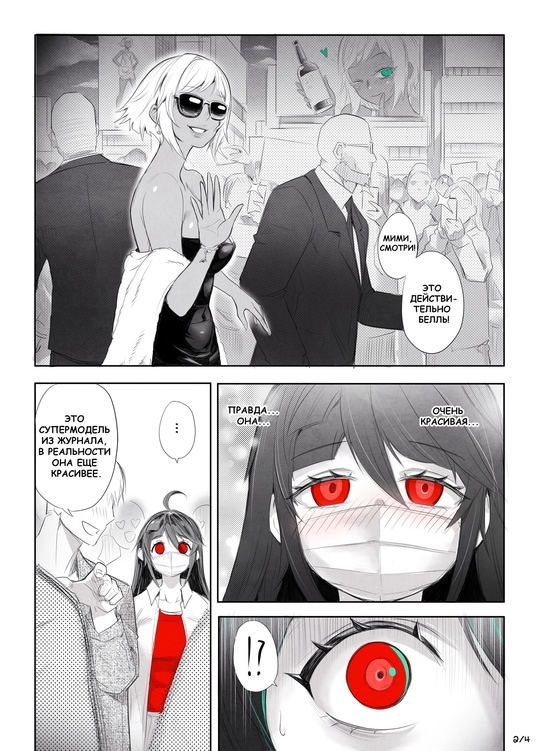 МИМИ,
СМОТРИ!
ЭТО
ДЕЙСТВИ-
ТЕЛЬНО
БЕЛЛЬ!
ЭТО
СУПЕРМОДЕЛЬ
ИЗ ЖУРНАЛА,
В РЕАЛЬНОСТИ
ОНА ЕЩЕ
КРАСИВЕЕ.
...
ПРАВДА...
ОНА...
ОЧЕНЬ
КРАСИВАЯ...
!?
2/4